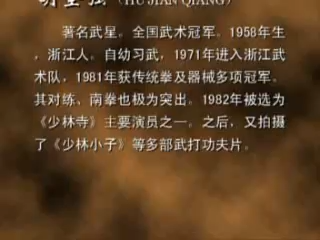 胡坚强（HU JIAN QIANG）
著名武星。全国武术冠军。1958年生
，浙江人。自幼习武，1971年进入浙江武
术队，1981年获传统拳及器械多项冠军。
其对练、南拳也极为突出。1982年被选为
《少林寺》主要演员之一。之后，又拍摄
了《少林小子》等多部武打功夫片。